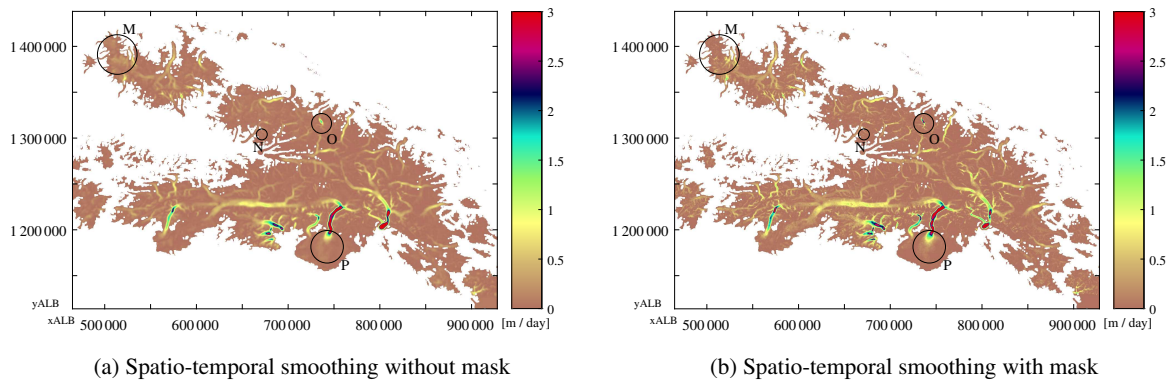 M
N
O
P
1 400 000
1 300 000
1 200 000
yALB
xALB
500 000
600 000
700 000
800 000
900 000
3
2.5
2
1.5
1
0.5
0
[m / day]
(a) Spatio-temporal smoothing without mask
M
N
O
P
1 400 000
1 300 000
1 200 000
yALB
xALB
500 000
600 000
700 000
800 000
900 000
3
2.5
2
1.5
1
0.5
0
[m / day]
(b) Spatio-temporal smoothing with mask